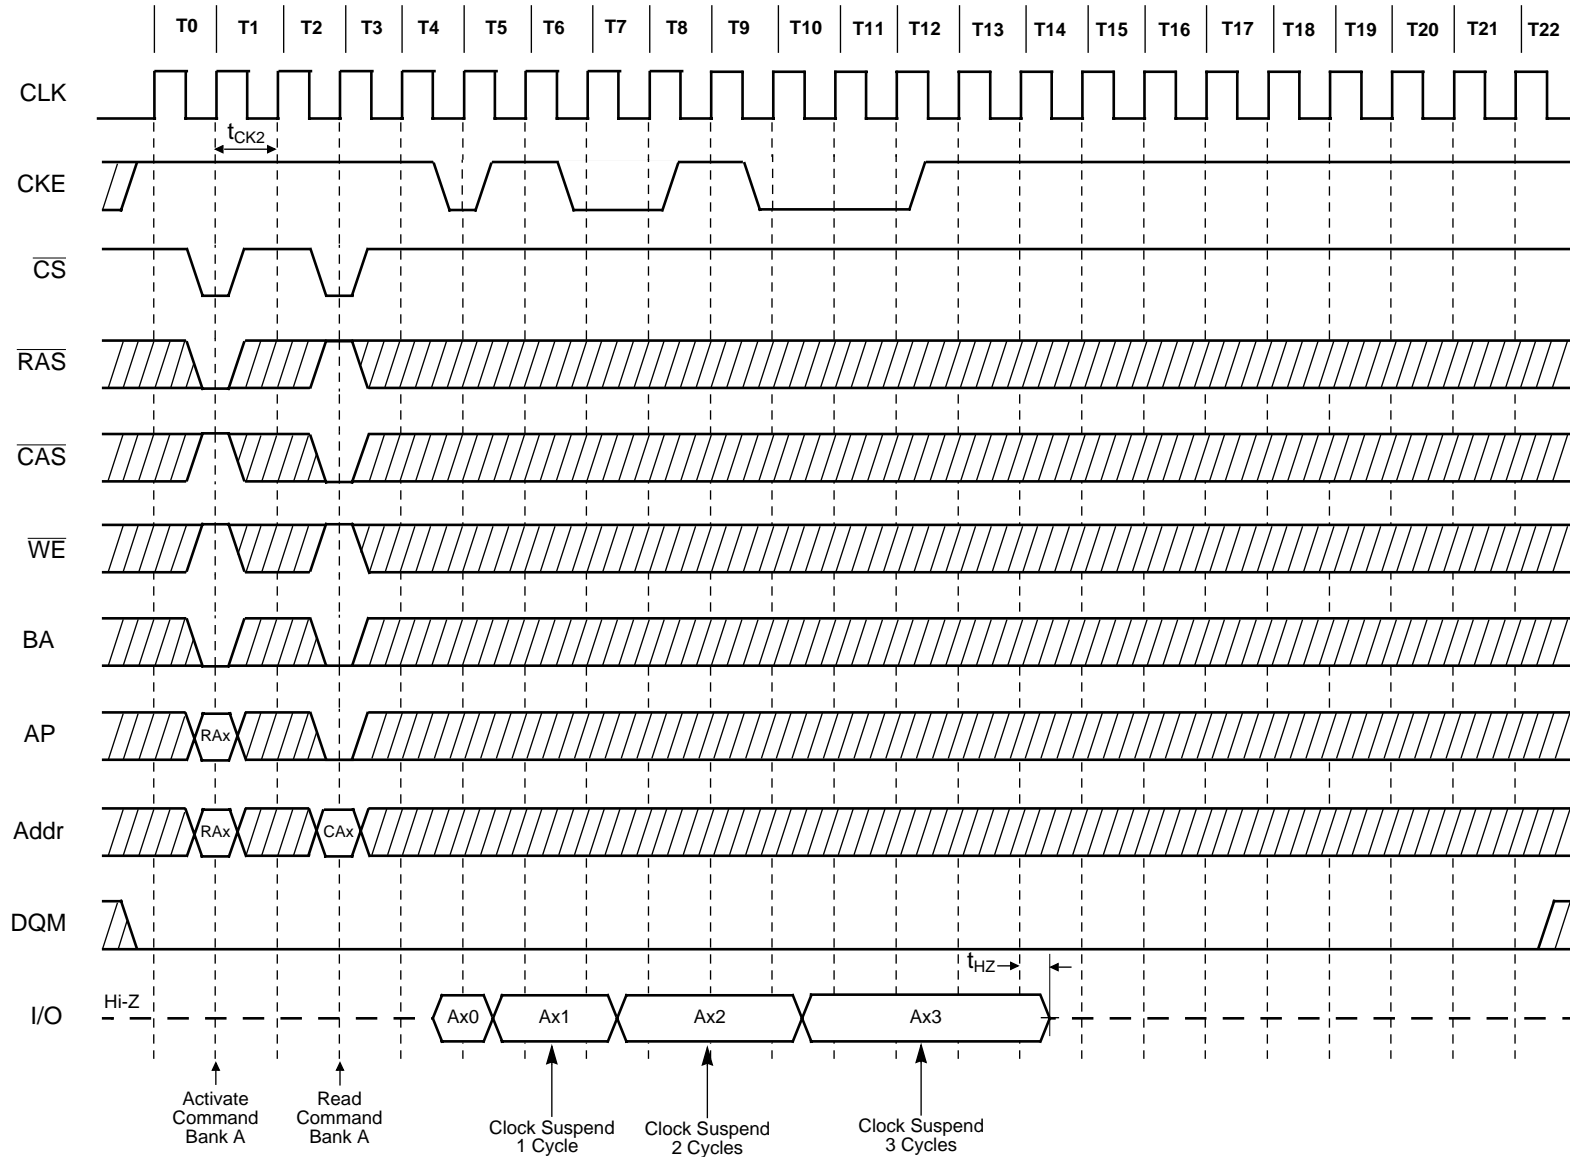 T0 T1 T2 T3 T4 T5 T6 T7 T8 T9 T10 T11 T12 T13 T14 T15 T16 T17 T18 T19 T20 T21 T22
CLK
tCK2
CKE
CS
RAS
CAS
WE
BA
AP
RAx
Addr
RAx CAx
DQM
tHZ
Hi-Z
I/O
Ax0 Ax1 Ax2 Ax3
Activate
Command
Bank A
Read
Command
Bank A
Clock Suspend
1 Cycle
Clock Suspend
2 Cycles
Clock Suspend
3 Cycles